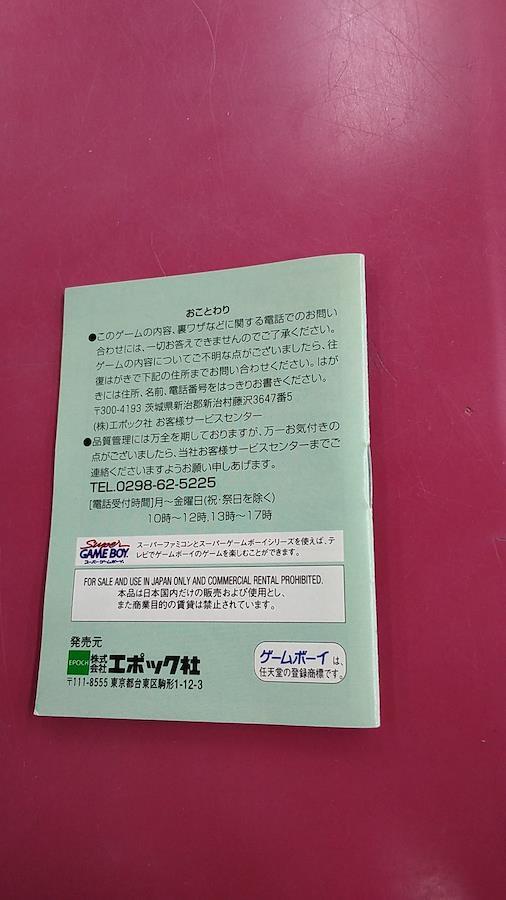 おことわり
●このゲームの内容、裏ワザなどに関する電話でのお問い
合わせには、一切お答えできませんのでご了承ください。
ゲームの内容についてご不明な点がございましたら、往
復はがきで下記の住所までお問い合わせください。はが
きには住所、名前、電話番号をはっきりお書きください。
〒300-4193 茨城県新治郡新治村藤沢3647番5
(株)エポック社 お客様サービスセンター
●品質管理には万全を期しておりますが、万一お気付きの
点がございましたら、当社お客様サービスセンターまでご
連絡くださいますようお願い申しあげます。
TEL.0298-62-5225
[電話受付時間]月〜金曜日(祝・祭日を除く)
10時〜12時,13時〜17時
Super
GAME BOY
スーパーゲームボーイ
スーパーファミコンとスーパーゲームボーイシリーズを使えば、テ
レビでゲームボーイのゲームを楽しむことができます。
FOR SALE AND USE IN JAPAN ONLY AND COMMERCIAL RENTAL PROHIBITED.
本品は日本国内だけの販売および使用とし、
また商業目的の賃貸は禁止されています。
発売元
EPOCH 株式会社エポック社
〒111-8555 東京都台東区駒形1-12-3
ゲームボーイ は、
任天堂の登録商標です。